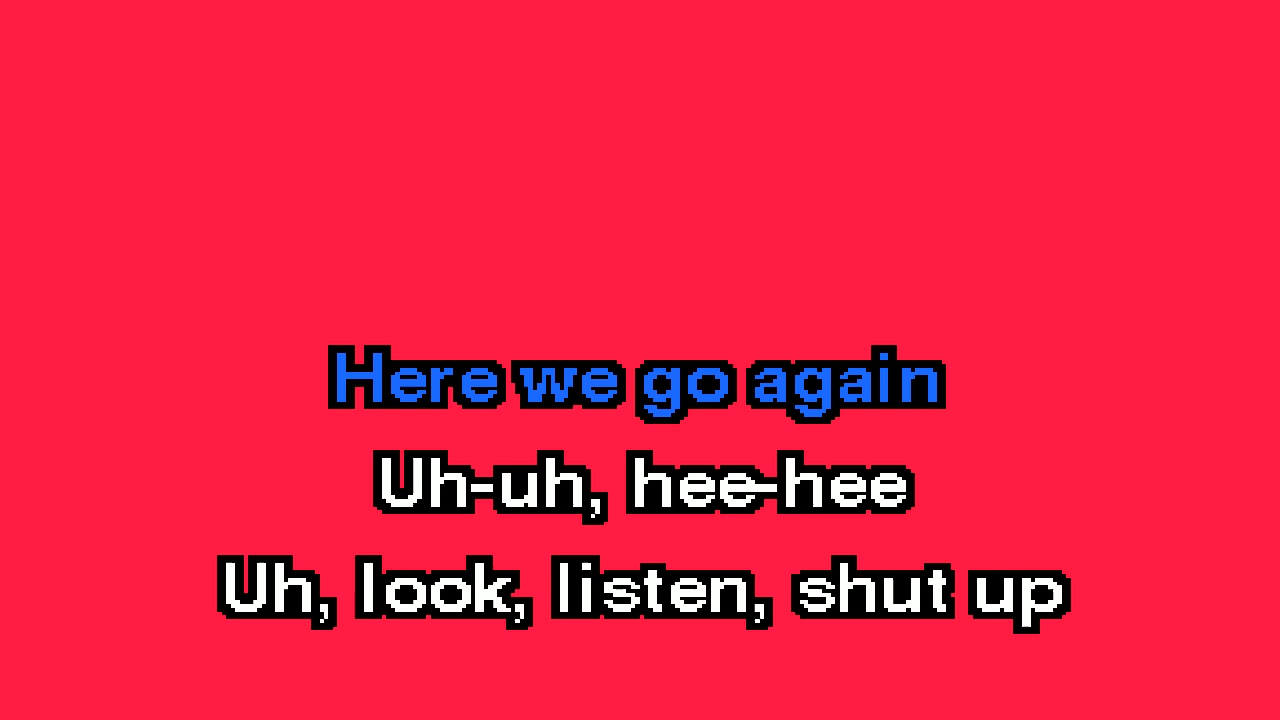 Here we go again
Uh-uh, hee-hee
Uh, look, listen, shut up